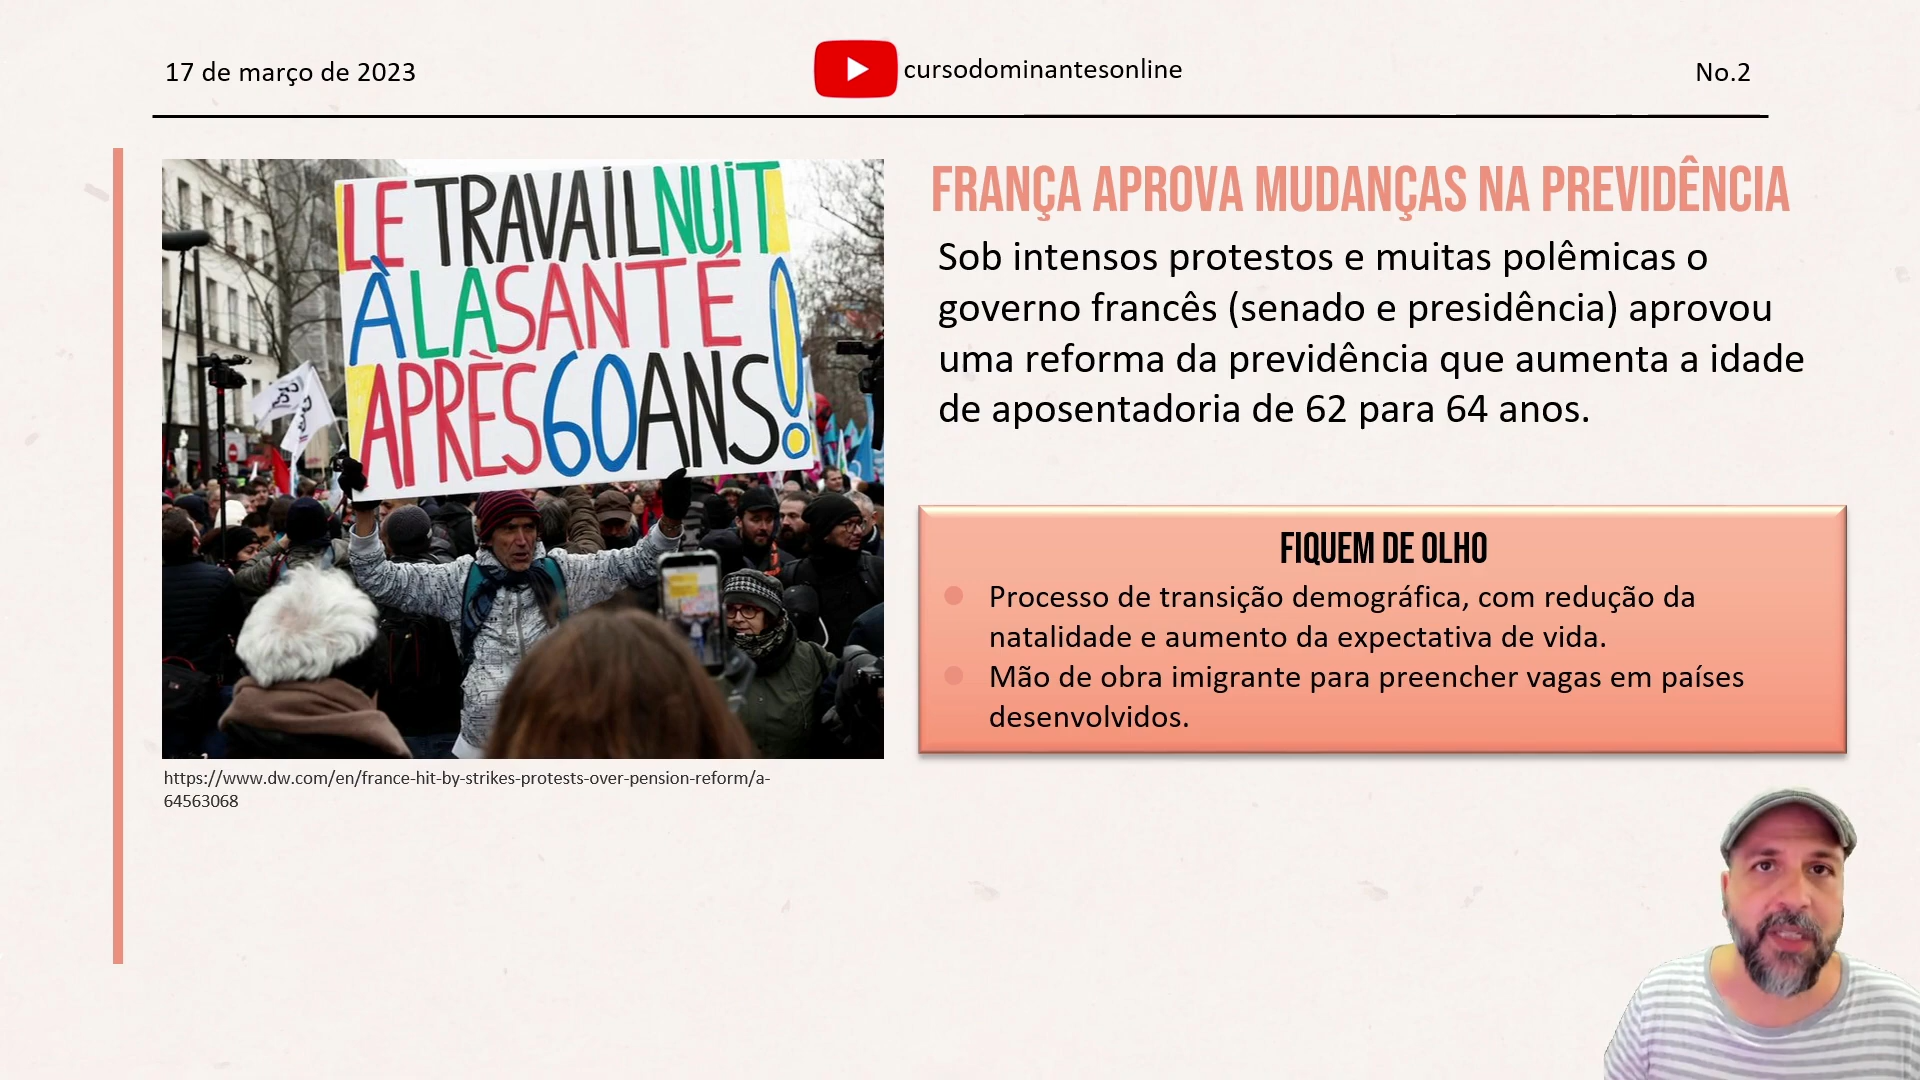 17 de março de 2023
cursodominantesonline
No.2
LE TRAVAIL NUIT
À LA SANTÉ
APRÈS 60 ANS !
https://www.dw.com/en/france-hit-by-strikes-protests-over-pension-reform/a-
64563068
FRANÇA APROVA MUDANÇAS NA PREVIDÊNCIA
Sob intensos protestos e muitas polêmicas o
governo francês (senado e presidência) aprovou
uma reforma da previdência que aumenta a idade
de aposentadoria de 62 para 64 anos.
FIQUEM DE OLHO
Processo de transição demográfica, com redução da
natalidade e aumento da expectativa de vida.
Mão de obra imigrante para preencher vagas em países
desenvolvidos.